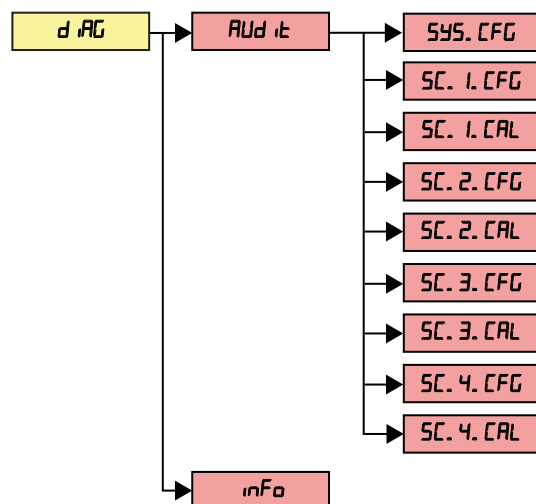 diAG
AUdit
SYS. CFG
SC. 1. CFG
SC. 1. CAL
SC. 2. CFG
SC. 2. CAL
SC. 3. CFG
SC. 3. CAL
SC. 4. CFG
SC. 4. CAL
inFo